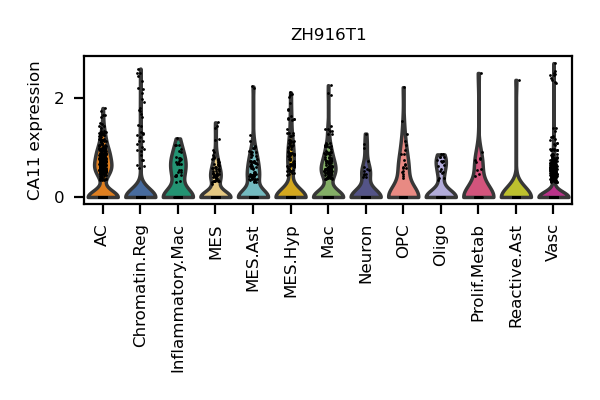 ZH916T1
CA11 expression
2
0
AC
Chromatin.Reg
Inflammatory.Mac
MES
MES.Ast
MES.Hyp
Mac
Neuron
OPC
Oligo
Prolif.Metab
Reactive.Ast
Vasc